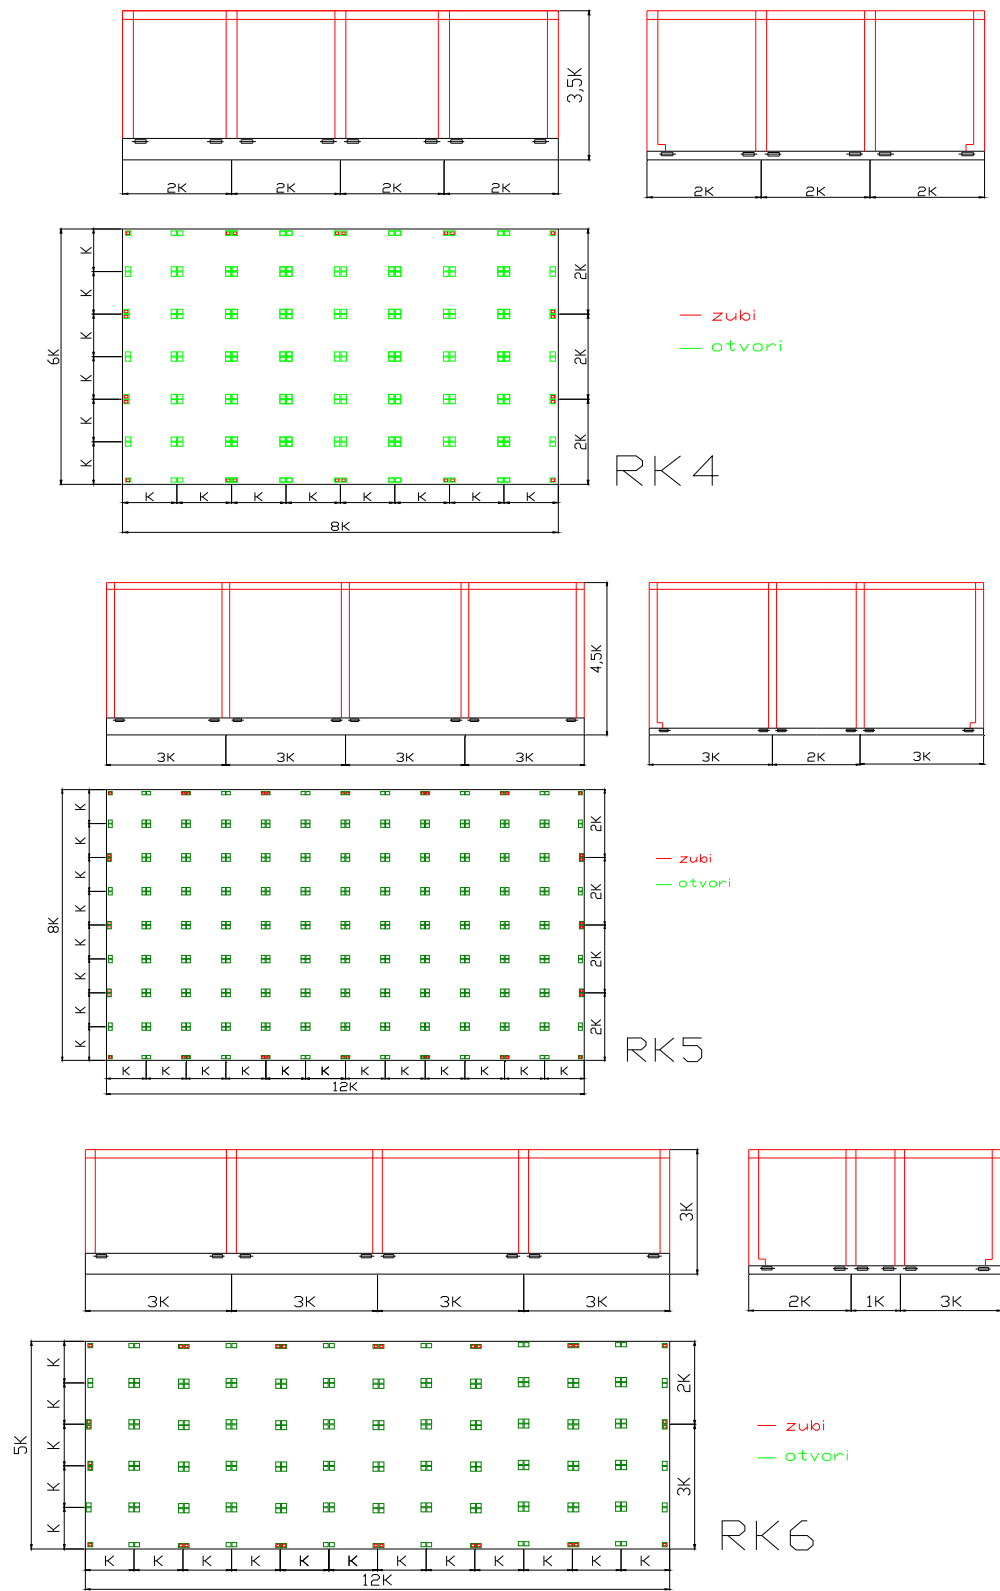 3,5K
2K 2K 2K 2K
2K 2K 2K
K K K K K K
6K
2K 2K 2K
zubi
otvori
RK4
K K K K K K K K
8K
4,5K
3K 3K 3K 3K
3K 2K 3K
K K K K K K K K
8K
2K 2K 2K 2K
zubi
otvori
RK5
K K K K K K K K K K K K
12K
3K
3K 3K 3K 3K
2K 1K 3K
K K K K K
5K
2K 3K
zubi
otvori
RK6
K K K K K K K K K K K K
12K